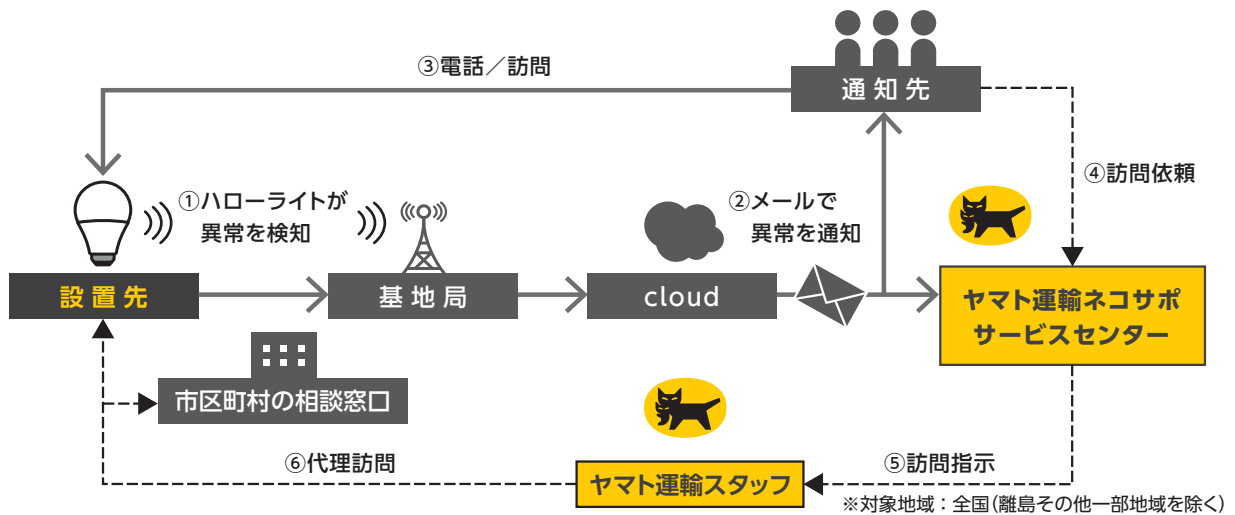 ③電話／訪問
通知先
④訪問依頼
①ハローライトが
異常を検知
②メールで
異常を通知
設置先
基地局
cloud
ヤマト運輸ネコサポ
サービスセンター
市区町村の相談窓口
⑥代理訪問
ヤマト運輸スタッフ
⑤訪問指示
※対象地域：全国（離島その他一部地域を除く）